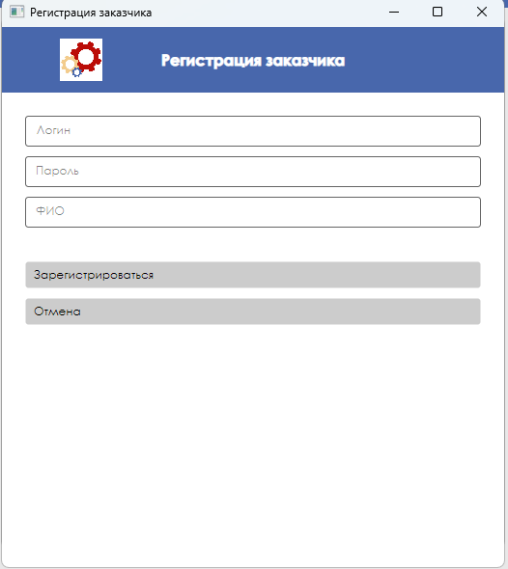 Регистрация заказчика
Регистрация заказчика
Логин
Пароль
ФИО
Зарегистрироваться
Отмена